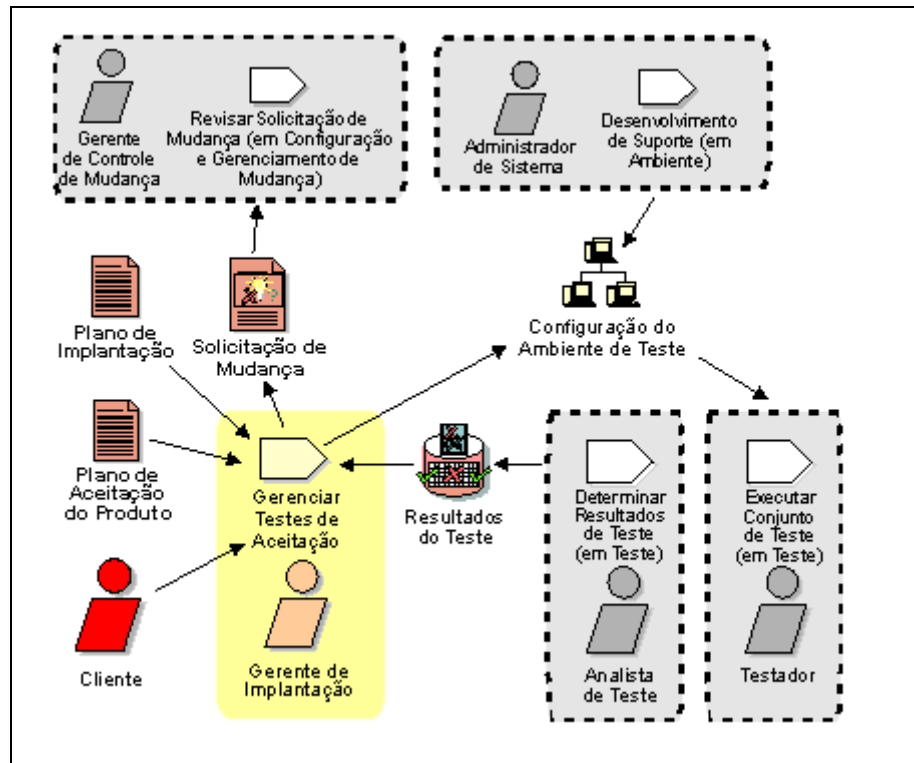 Gerente
de Controle
de Mudança
Revisar Solicitação de
Mudança (em Configuração
e Gerenciamento de
Mudança)
Administrador
de Sistema
Desenvolvimento
de Suporte (em
Ambiente)
Plano de
Implantação
Solicitação de
Mudança
Configuração do
Ambiente de Teste
Plano de
Aceitação
do Produto
Gerenciar
Testes de
Aceitação
Resultados
do Teste
Determinar
Resultados
de Teste
(em Teste)
Executar
Conjunto
de Teste
(em Teste)
Cliente
Gerente de
Implantação
Analista
de Teste
Testador